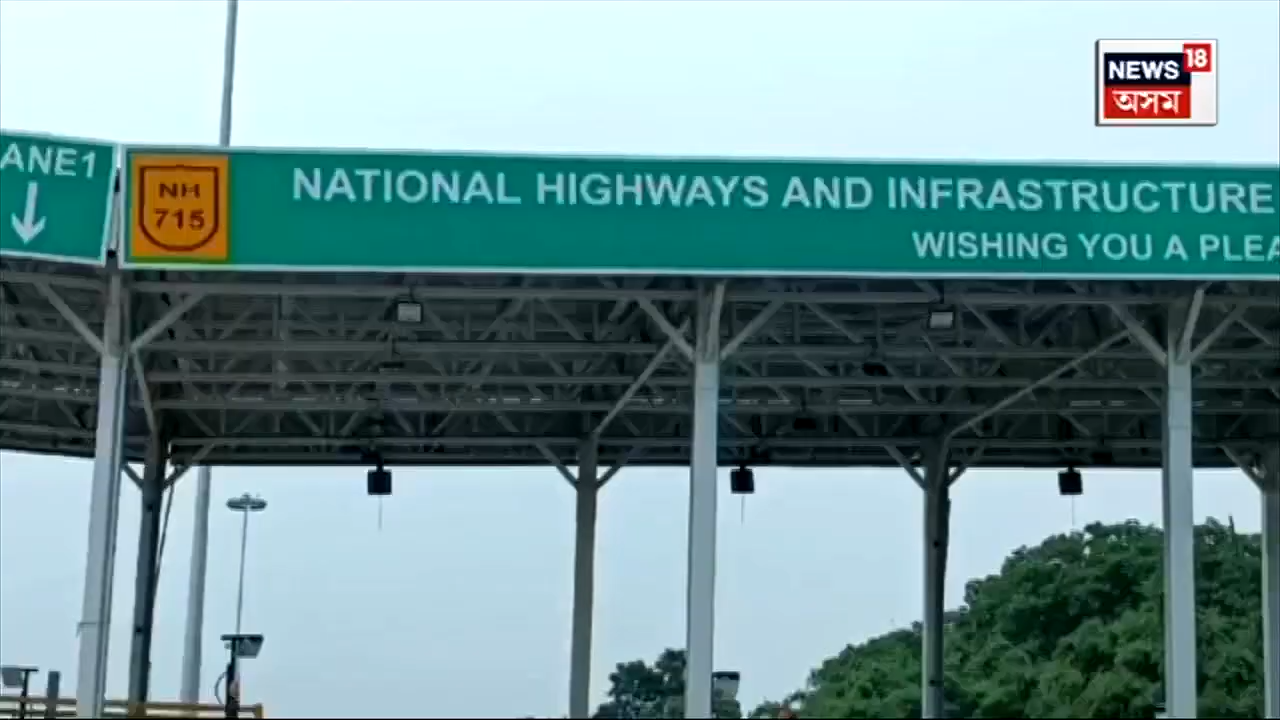 NEWS 18
অসম
ANE1
NH
715
NATIONAL HIGHWAYS AND INFRASTRUCTURE
WISHING YOU A PLEA